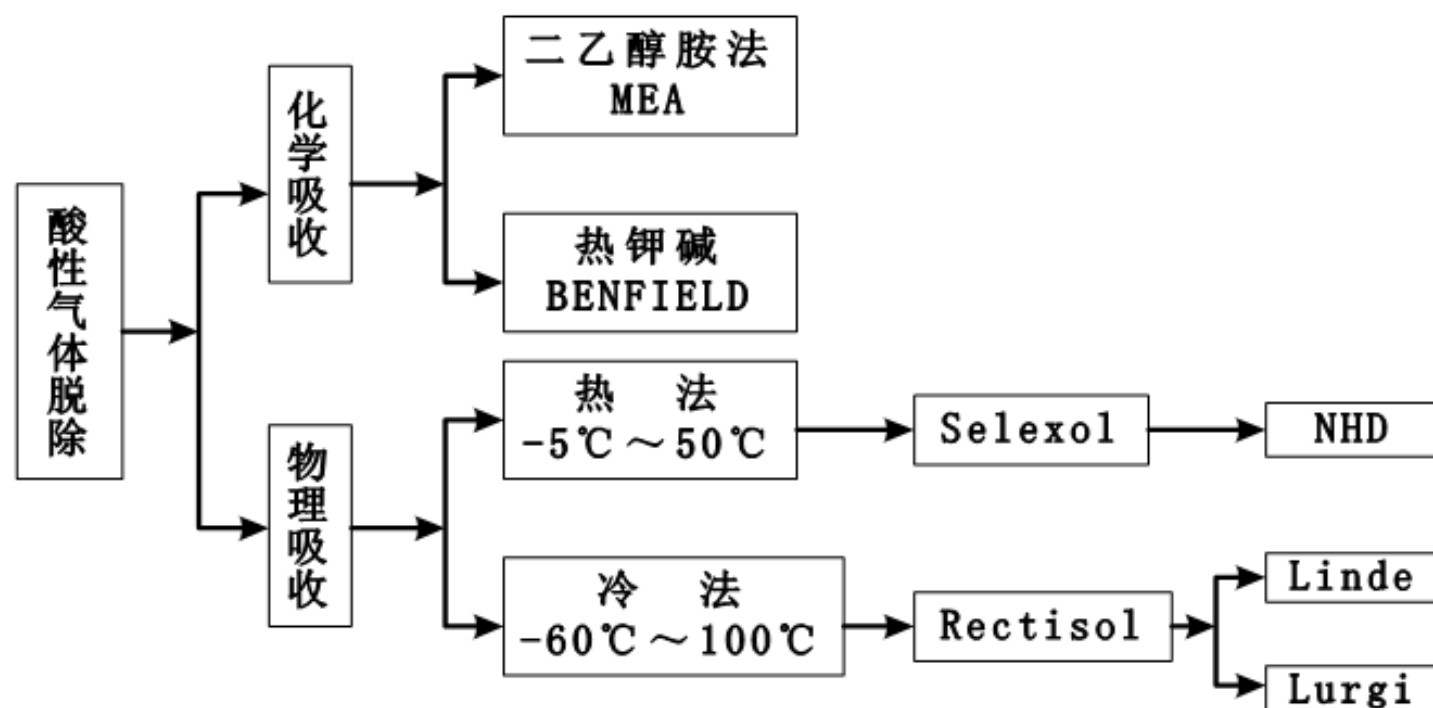 酸性气体脱除
化学吸收
二乙醇胺法
MEA
热钾碱
BENFIELD
物理吸收
热 法
-5℃～50℃
Selexol
NHD
冷 法
-60℃～100℃
Rectisol
Linde
Lurgi